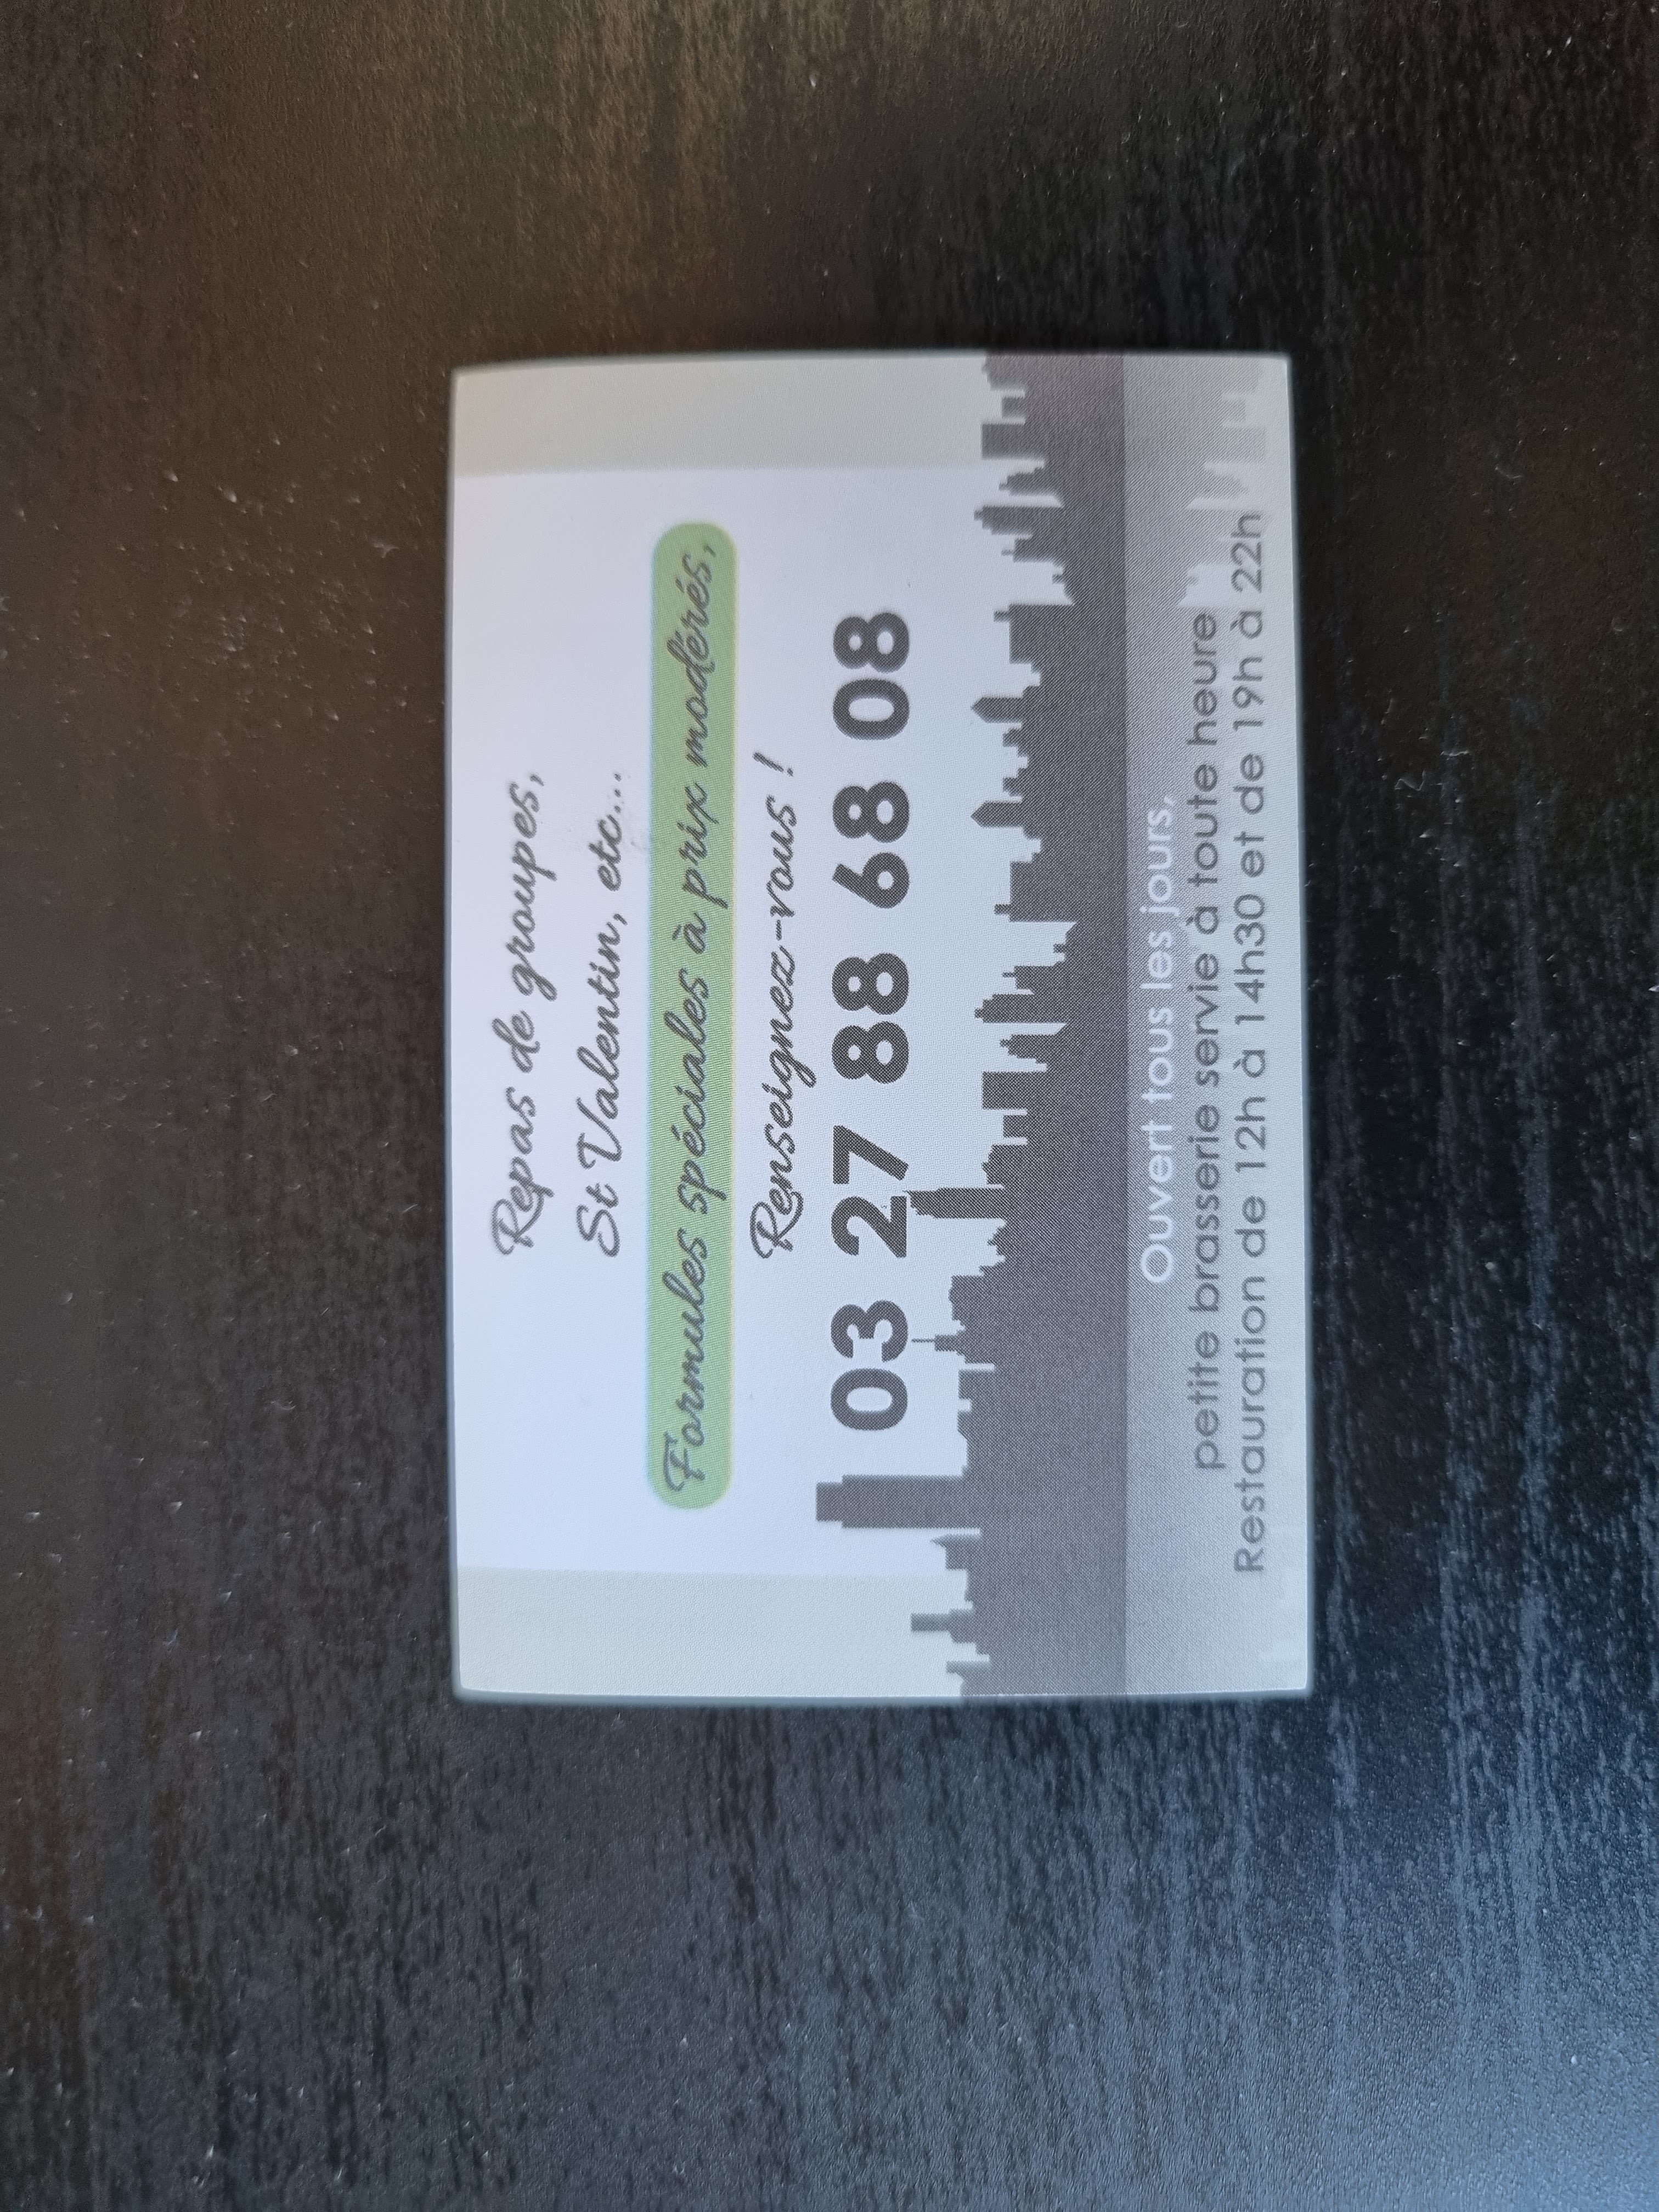 Repas de groupes,
St Valentin, etc...
Formules spéciales à prix modérés,
Renseignez-vous !
03 27 88 68 08
Ouvert tous les jours,
petite brasserie servie à toute heure
Restauration de 12h à 14h30 et de 19h à 22h